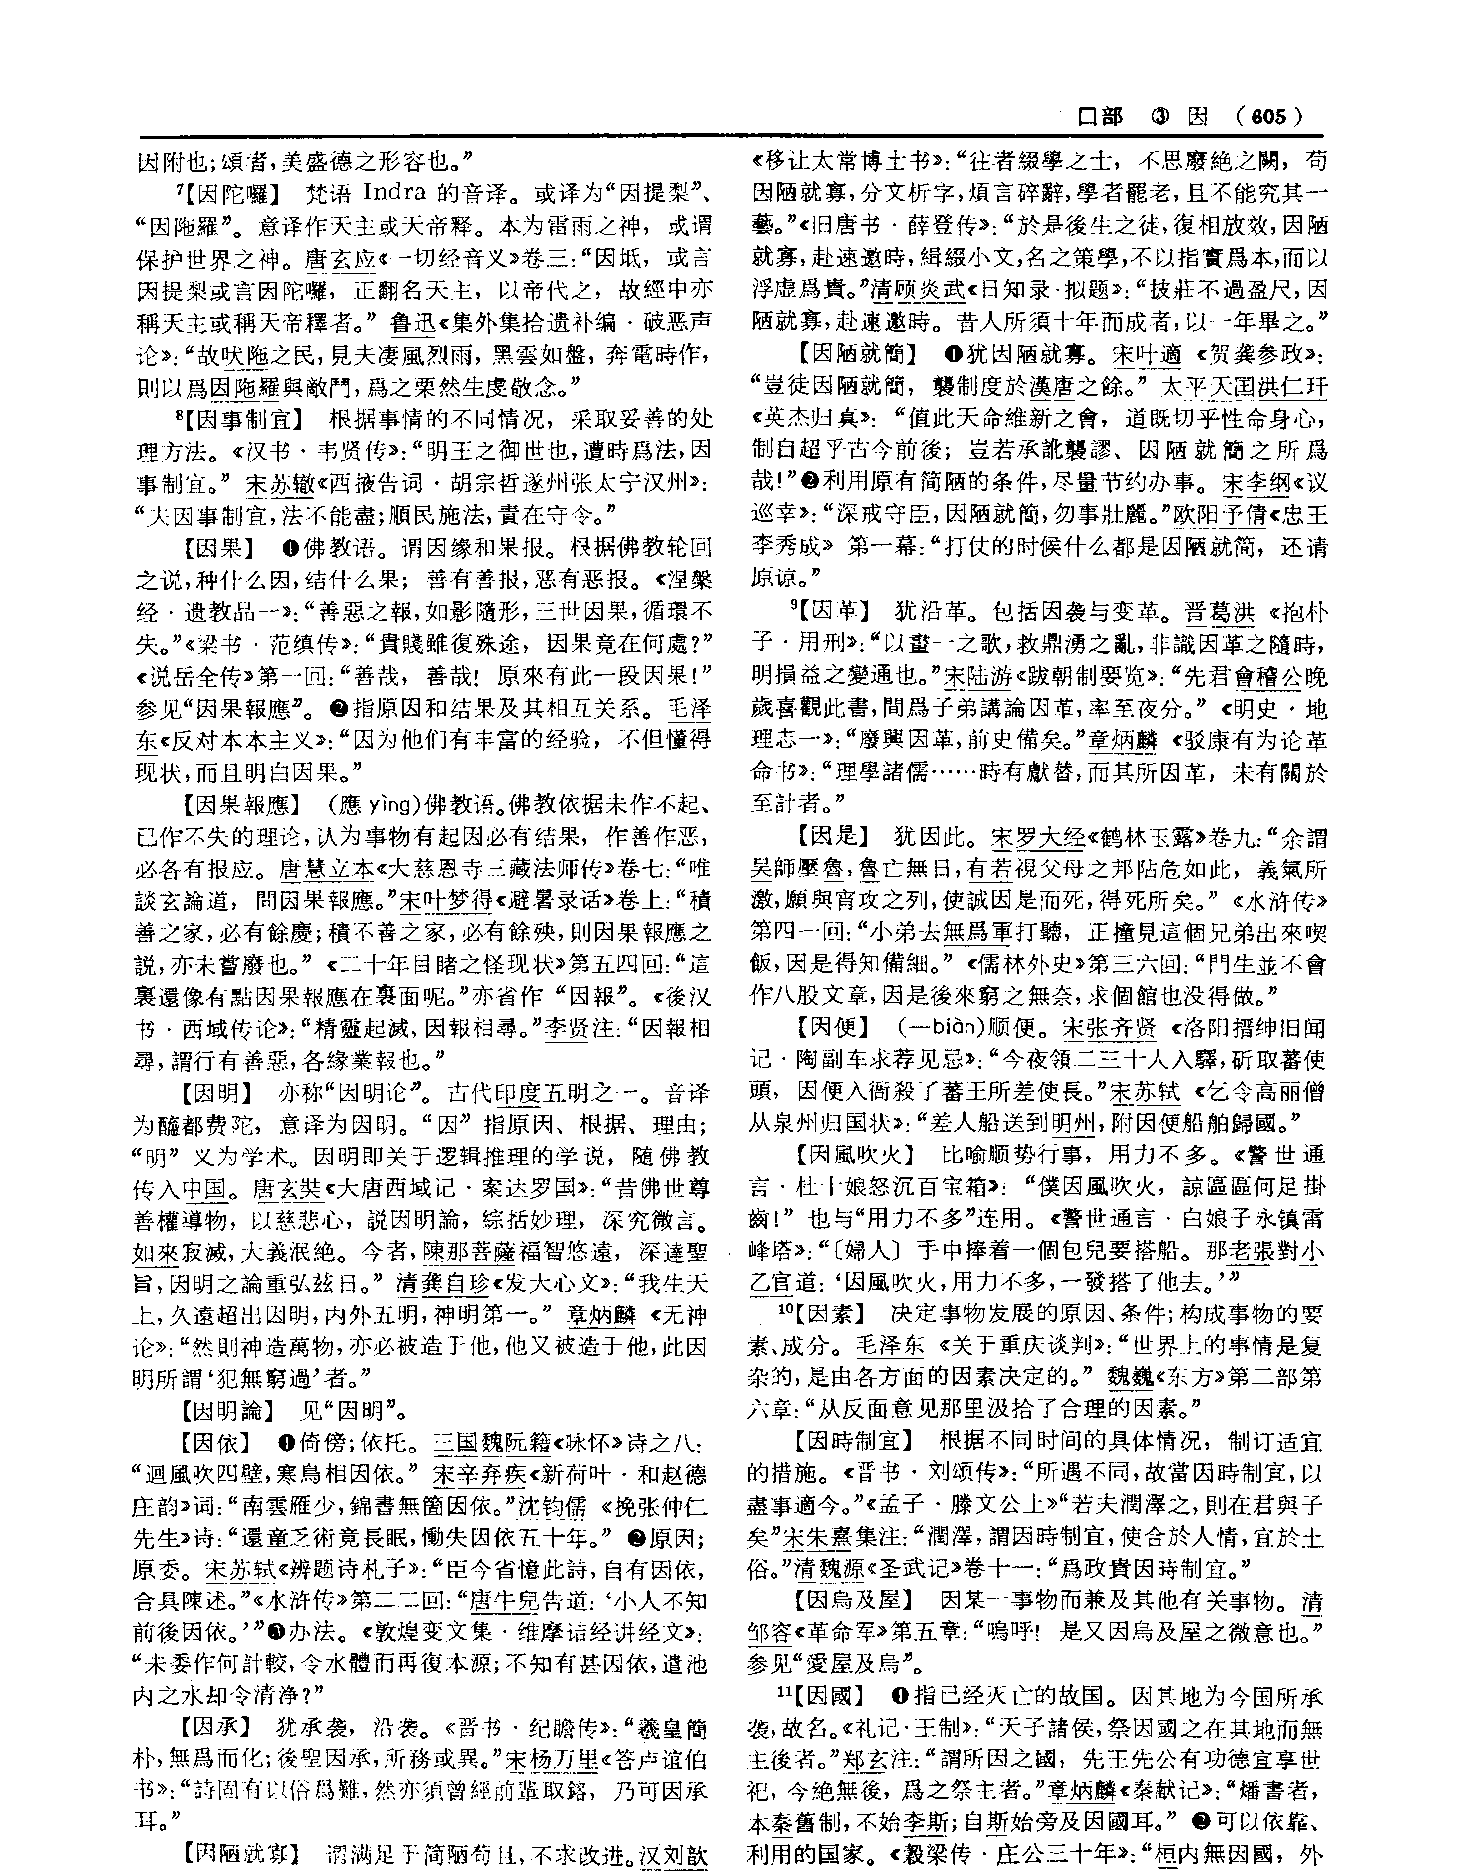 口部 ③ 因 (605)
因附也;頌者,美盛德之形容也。”
⁷【因陀囉】 梵语 Indra 的音译。或译为“因提梨”、
“因陁羅”。意译作天主或天帝释。本为雷雨之神，或谓
保护世界之神。唐玄应《一切经音义》卷三:“因坻，或言
因提梨或言因陀囉，正翻名天主，以帝代之，故經中亦
稱天主或稱天帝釋者。” 鲁迅《集外集拾遗补编·破恶声
论》:“故吠陁之民,見夫凄風烈雨，黑雲如盤，奔電時作，
則以爲因陁羅與敵鬥,爲之栗然生虔敬念。”
⁸【因事制宜】 根据事情的不同情况，采取妥善的处
理方法。《汉书·韦贤传》:“明王之御世也,遭時爲法,因
事制宜。” 宋苏辙《西掖告词·胡宗哲遂州张太宁汉州》:
“夫因事制宜,法不能盡;順民施法,責在守令。”
【因果】 ❶佛教语。谓因缘和果报。根据佛教轮回
之说,种什么因,结什么果；善有善报,恶有恶报。《涅槃
经·遗教品一》:“善惡之報,如影隨形,三世因果,循環不
失。”《梁书·范缜传》:“貴賤雖復殊途，因果竟在何處?”
《说岳全传》第一回:“善哉，善哉! 原來有此一段因果!”
参见“因果報應”。❷指原因和结果及其相互关系。毛泽
东《反对本本主义》:“因为他们有丰富的经验，不但懂得
现状,而且明白因果。”
【因果報應】 (應 yìng)佛教语。佛教依据未作不起、
已作不失的理论,认为事物有起因必有结果，作善作恶，
必各有报应。唐慧立本《大慈恩寺三藏法师传》卷七:“唯
談玄論道，問因果報應。”宋叶梦得《避暑录话》卷上:“積
善之家,必有餘慶;積不善之家,必有餘殃,則因果報應之
説,亦未嘗廢也。” 《二十年目睹之怪现状》第五四回:“這
裏還像有點因果報應在裏面呢。”亦省作 “因報”。《後汉
书·西域传论》:“精靈起滅,因報相尋。”李贤注:“因報相
尋,謂行有善惡,各緣業報也。”
【因明】 亦称“因明论”。古代印度五明之一。音译
为醯都费陀，意译为因明。“因” 指原因、根据、理由；
“明” 义为学术。因明即关于逻辑推理的学说，随佛教
传入中国。唐玄奘《大唐西域记·案达罗国》:“昔佛世尊
善權導物，以慈悲心，説因明論，綜括妙理，深究微言。
如來寂滅,大義泯絶。今者,陳那菩薩福智悠遠，深達聖
旨,因明之論重弘兹日。” 清龚自珍《发大心文》:“我生天
上,久遠超出因明,内外五明,神明第一。” 章炳麟 《无神
论》:“然則神造萬物,亦必被造于他,他又被造于他,此因
明所謂‘犯無窮過’者。”
【因明論】 见“因明”。
【因依】 ❶倚傍;依托。三国魏阮籍《咏怀》诗之八:
“迴風吹四壁,寒鳥相因依。” 宋辛弃疾《新荷叶·和赵德
庄韵》词:“南雲雁少,錦書無箇因依。”沈钧儒 《挽张仲仁
先生》诗:“還童乏術竟長眠,慟失因依五十年。” ❷原因;
原委。宋苏轼《辨题诗札子》:“臣今省憶此詩,自有因依，
合具陳述。”《水浒传》第二二回:“唐牛兒告道:‘小人不知
前後因依。’”❸办法。《敦煌变文集·维摩诘经讲经文》:
“未委作何計較,令水體而再復本源;不知有甚因依,遣池
内之水却令清浄?”
【因承】 犹承袭，沿袭。《晋书·纪瞻传》:“羲皇簡
朴,無爲而化;後聖因承,所務或異。”宋杨万里《答卢谊伯
书》:“詩固有以俗爲難,然亦須曾經前輩取鎔，乃可因承
耳。”
【因陋就寡】 谓满足于简陋苟且,不求改进。汉刘歆
《移让太常博士书》:“往者綴學之士，不思廢絶之闕，苟
因陋就寡,分文析字,煩言碎辭,學者罷老,且不能究其一
藝。”《旧唐书·薛登传》:“於是後生之徒,復相放效,因陋
就寡,赴速邀時,緝綴小文,名之策學,不以指實爲本,而以
浮虚爲貴。”清顾炎武《日知录·拟题》:“披莊不過盈尺,因
陋就寡,赴速邀時。昔人所須十年而成者,以一年畢之。”
【因陋就簡】 ❶犹因陋就寡。宋叶適 《贺龚参政》:
“豈徒因陋就簡，襲制度於漢唐之餘。” 太平天囯洪仁玕
《英杰归真》: “值此天命維新之會，道既切乎性命身心，
制自超乎古今前後；豈若承訛襲謬、因陋就簡之所爲
哉!”❷利用原有简陋的条件,尽量节约办事。宋李纲《议
巡幸》:“深戒守臣,因陋就簡,勿事壯麗。”欧阳予倩《忠王
李秀成》 第一幕:“打仗的时候什么都是因陋就简，还请
原谅。”
⁹【因革】 犹沿革。包括因袭与变革。晋葛洪 《抱朴
子·用刑》:“以畫一之歌,救鼎湧之亂,非識因革之隨時，
明損益之變通也。”宋陆游《跋朝制要览》:“先君會稽公晚
歲喜觀此書,間爲子弟講論因革,率至夜分。” 《明史·地
理志一》:“廢興因革,前史備矣。”章炳麟 《驳康有为论革
命书》:“理學諸儒……時有獻替,而其所因革，未有關於
至計者。”
【因是】 犹因此。宋罗大经《鹤林玉露》卷九:“余謂
吴師壓魯,魯亡無日,有若視父母之邦阽危如此，義氣所
激,願與宵攻之列,使誠因是而死,得死所矣。” 《水浒传》
第四一回:“小弟去無爲軍打聽，正撞見這個兄弟出來喫
飯,因是得知備細。” 《儒林外史》第三六回:“門生並不會
作八股文章,因是後來窮之無奈,求個館也没得做。”
【因便】 (—biàn)顺便。宋张齐贤 《洛阳搢绅旧闻
记·陶副车求荐见忌》:“今夜領二三十人入驛,斫取蕃使
頭，因便入衙殺了蕃王所差使長。”宋苏轼 《乞令高丽僧
从泉州归国状》:“差人船送到明州,附因便船舶歸國。”
【因風吹火】 比喻顺势行事，用力不多。《警世通
言·杜十娘怒沉百宝箱》: “僕因風吹火，諒區區何足掛
齒!” 也与“用力不多”连用。《警世通言·白娘子永镇雷
峰塔》:“〔婦人〕手中捧着一個包兒要搭船。那老張對小
乙官道:‘因風吹火,用力不多,一發搭了他去。’”
¹⁰【因素】 决定事物发展的原因、条件;构成事物的要
素、成分。毛泽东 《关于重庆谈判》:“世界上的事情是复
杂的,是由各方面的因素决定的。” 魏巍《东方》第二部第
六章:“从反面意见那里汲拾了合理的因素。”
【因時制宜】 根据不同时间的具体情况，制订适宜
的措施。《晋书·刘颂传》:“所遇不同,故當因時制宜,以
盡事適今。”《孟子·滕文公上》“若夫潤澤之,則在君與子
矣”宋朱熹集注:“潤澤,謂因時制宜,使合於人情,宜於土
俗。”清魏源《圣武记》卷十一:“爲政貴因時制宜。”
【因烏及屋】 因某一事物而兼及其他有关事物。清
邹容《革命军》第五章:“嗚呼! 是又因烏及屋之微意也。”
参见“愛屋及烏”。
¹¹【因國】 ❶指已经灭亡的故国。因其地为今国所承
袭,故名。《礼记·王制》:“天子諸侯,祭因國之在其地而無
主後者。”郑玄注:“謂所因之國，先王先公有功德宜享世
祀，今絶無後，爲之祭主者。”章炳麟《秦献记》:“燔書者，
本秦舊制,不始李斯;自斯始旁及因國耳。” ❷可以依靠、
利用的国家。《穀梁传·庄公三十年》:“桓内無因國，外